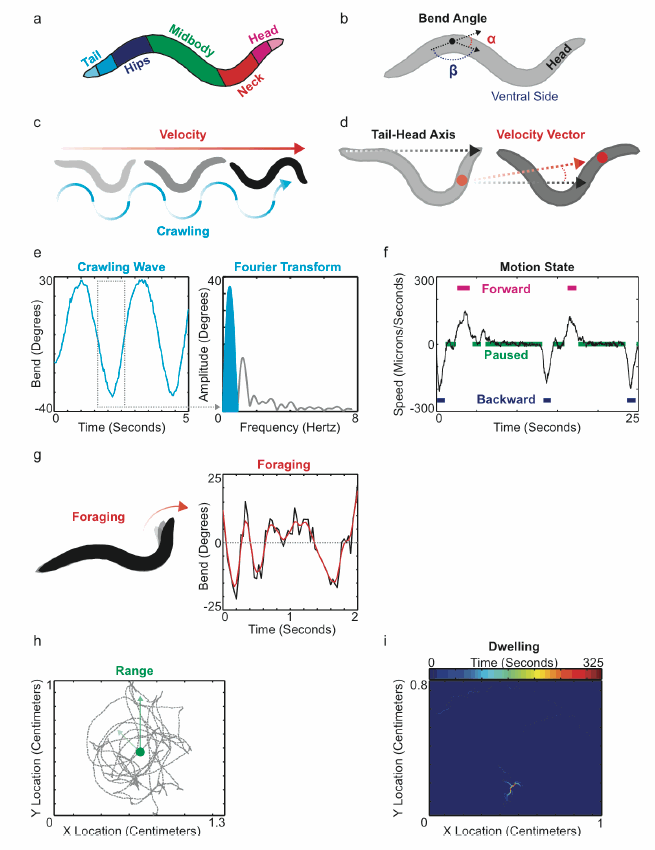 a
Tail
Hips
Midbody
Neck
Head
b
Bend Angle
α
β
Head
Ventral Side
c
Velocity
Crawling
d
Tail-Head Axis
Velocity Vector
e
Crawling Wave
30
Bend (Degrees)
-40
0
Time (Seconds)
5
Fourier Transform
40
Amplitude (Degrees)
0
Frequency (Hertz)
8
f
Motion State
300
Forward
Speed (Microns/Seconds)
0
Paused
Backward
-300
0
Time (Seconds)
25
g
Foraging
Foraging
25
Bend (Degrees)
0
-25
0
1
2
Time (Seconds)
h
Range
1
Y Location (Centimeters)
0
X Location (Centimeters)
1.3
i
Dwelling
0
Time (Seconds)
325
0.8
Y Location (Centimeters)
0
X Location (Centimeters)
1